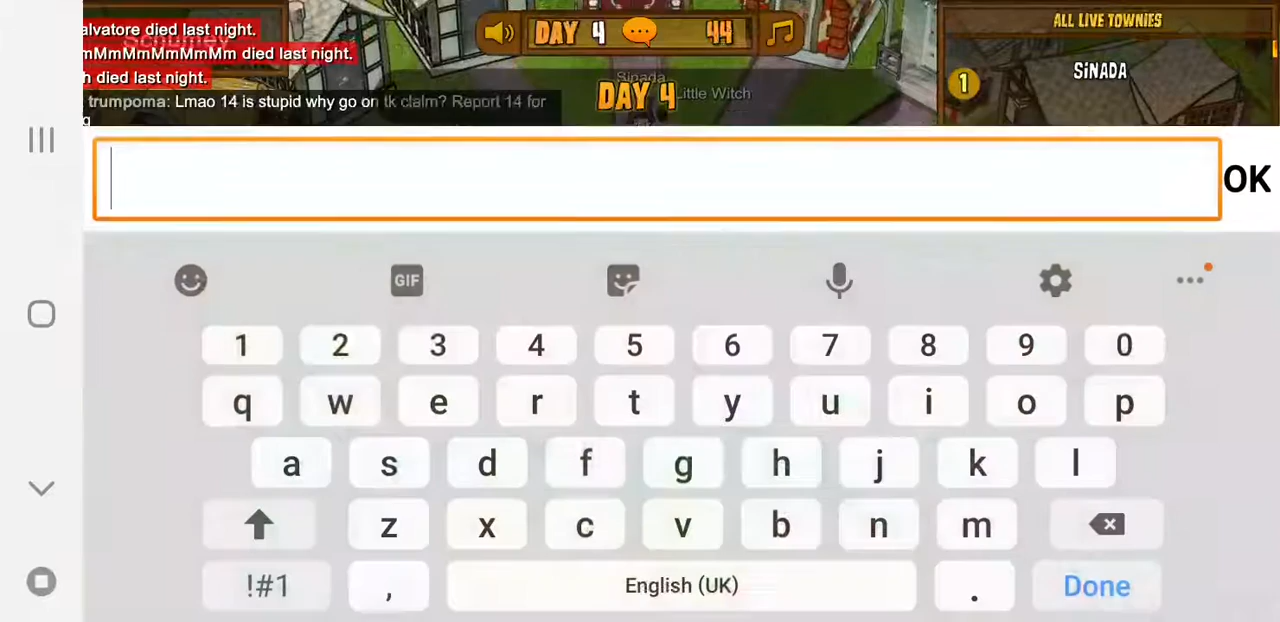 alvatore died last night.
mMmMmMmMmMm died last night.
h died last night.
trumpoma: Lmao 14 is stupid why go on tk claim? Report 14 for
g
DAY 4
44
Sinada
DAY 4
Little Witch
ALL LIVE TOWNIES
1
SiNADA
OK
GIF
1 2 3 4 5 6 7 8 9 0
q w e r t y u i o p
a s d f g h j k l
z x c v b n m
!#1 , English (UK) . Done